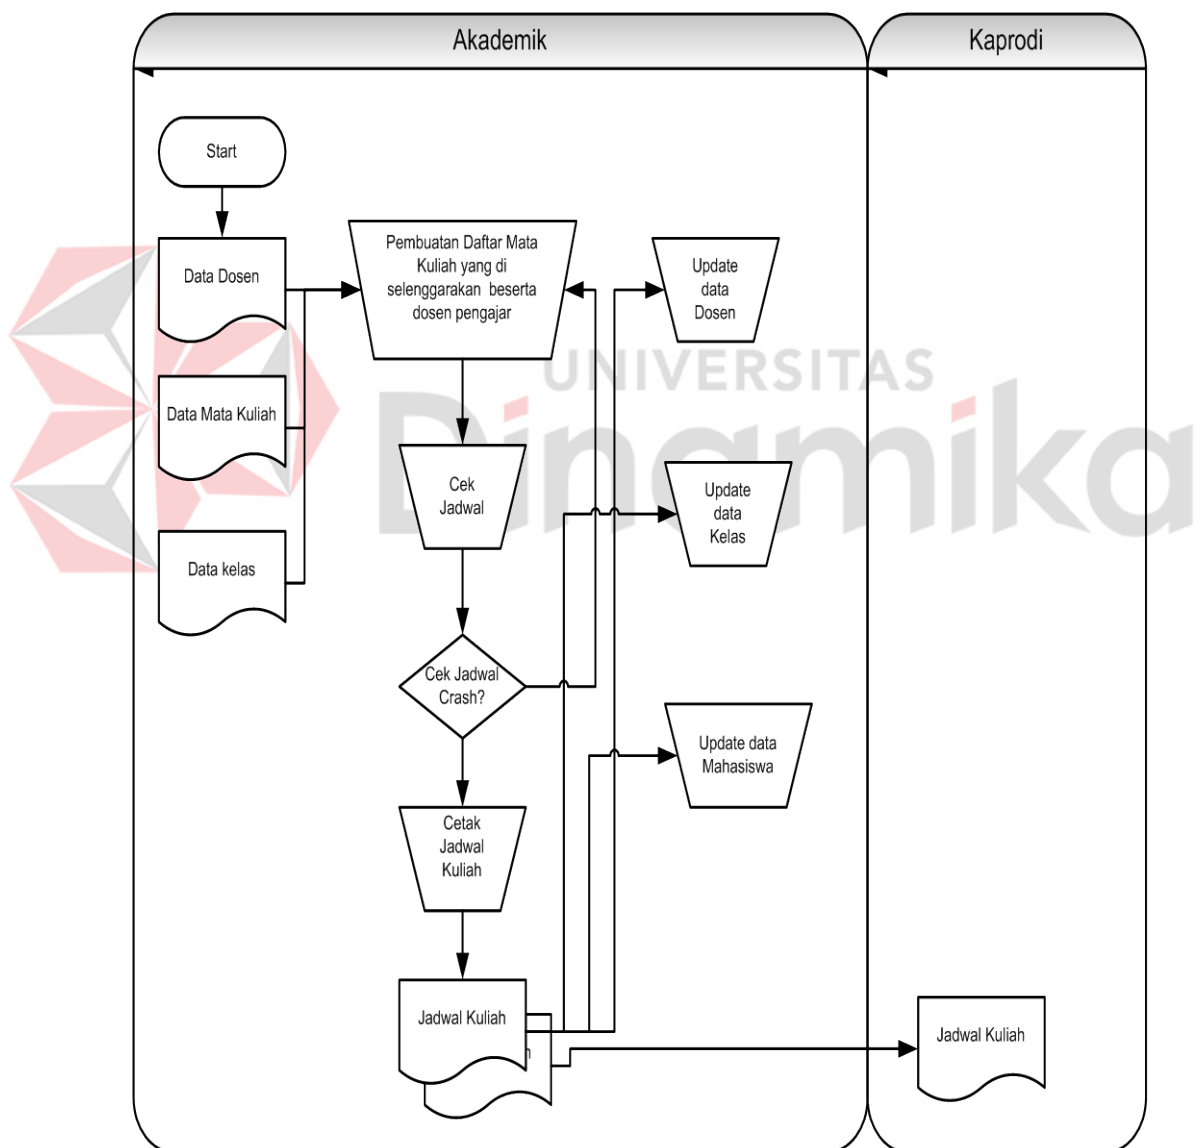 Akademik
Kaprodi
Start
Data Dosen
Pembuatan Daftar Mata
Kuliah yang di
selenggarakan beserta
dosen pengajar
Update
data
Dosen
UNIVERSITAS
Dinamika
Data Mata Kuliah
Cek
Jadwal
Update
data
Kelas
Data kelas
Cek Jadwal
Crash?
Update data
Mahasiswa
Cetak
Jadwal
Kuliah
Jadwal Kuliah
Jadwal Kuliah